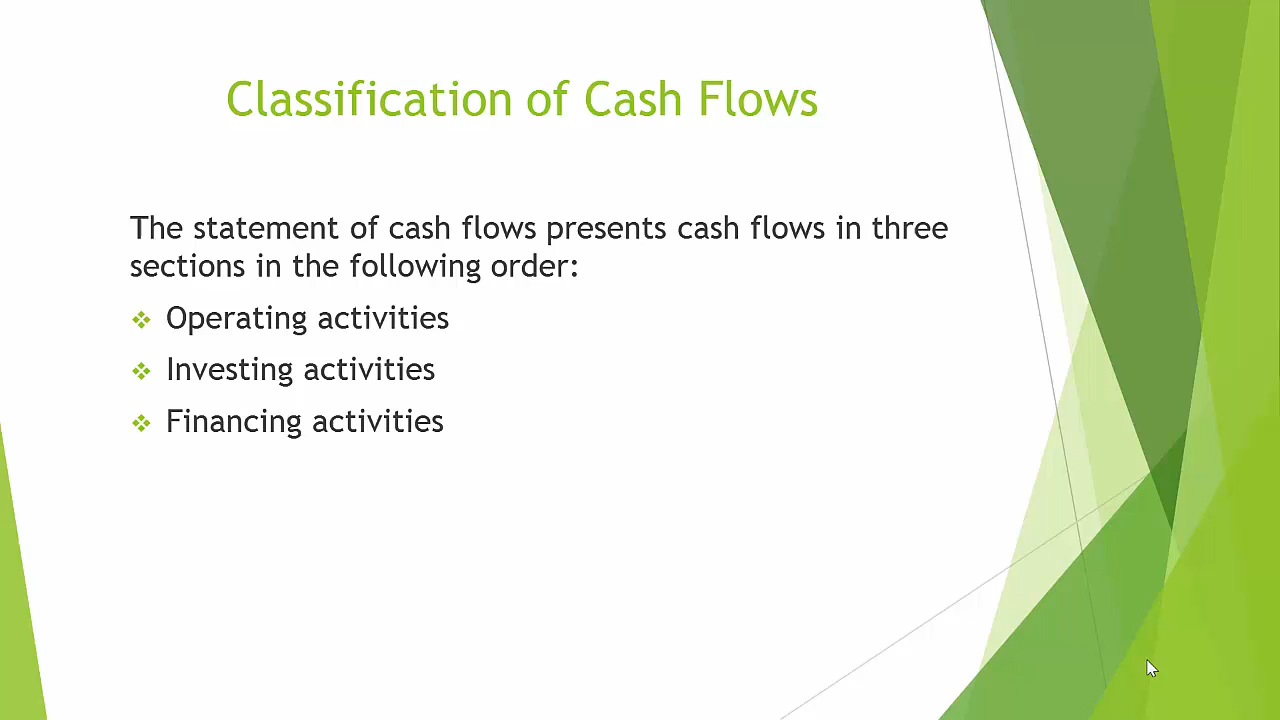 Classification of Cash Flows
The statement of cash flows presents cash flows in three
sections in the following order:
Operating activities
Investing activities
Financing activities